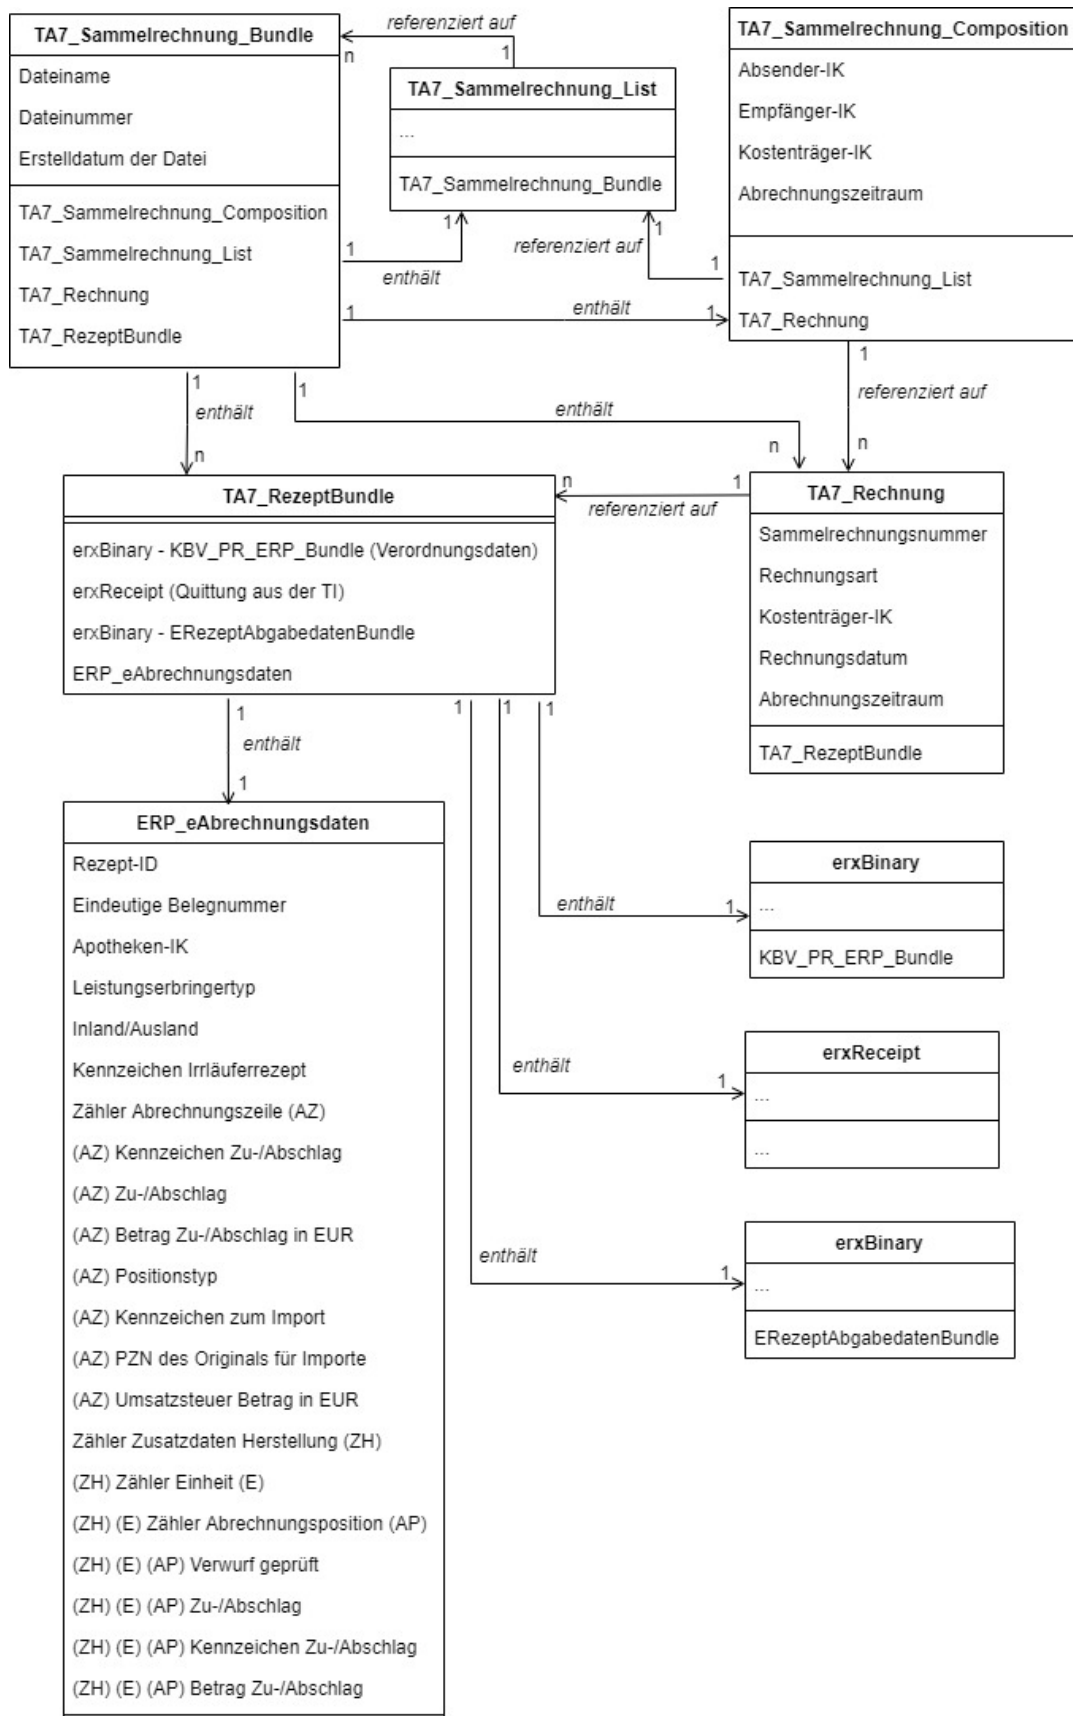 TA7_Sammelrechnung_Bundle
Dateiname
Dateinummer
Erstelldatum der Datei
TA7_Sammelrechnung_Composition
TA7_Sammelrechnung_List
TA7_Rechnung
TA7_RezeptBundle
referenziert auf
n
1
TA7_Sammelrechnung_List
...
TA7_Sammelrechnung_Bundle
TA7_Sammelrechnung_Composition
Absender-IK
Empfänger-IK
Kostenträger-IK
Abrechnungszeitraum
TA7_Sammelrechnung_List
TA7_Rechnung
1
enthält
1
referenziert auf
1
1
1
enthält
1
1
enthält
n
1
enthält
n
1
referenziert auf
n
TA7_RezeptBundle
erxBinary - KBV_PR_ERP_Bundle (Verordnungsdaten)
erxReceipt (Quittung aus der TI)
erxBinary - ERezeptAbgabedatenBundle
ERP_eAbrechnungsdaten
n
referenziert auf
1
TA7_Rechnung
Sammelrechnungsnummer
Rechnungsart
Kostenträger-IK
Rechnungsdatum
Abrechnungszeitraum
TA7_RezeptBundle
1
enthält
1
1
1
1
ERP_eAbrechnungsdaten
Rezept-ID
Eindeutige Belegnummer
Apotheken-IK
Leistungserbringertyp
Inland/Ausland
Kennzeichen Irrläuferrezept
Zähler Abrechnungszeile (AZ)
(AZ) Kennzeichen Zu-/Abschlag
(AZ) Zu-/Abschlag
(AZ) Betrag Zu-/Abschlag in EUR
(AZ) Positionstyp
(AZ) Kennzeichen zum Import
(AZ) PZN des Originals für Importe
(AZ) Umsatzsteuer Betrag in EUR
Zähler Zusatzdaten Herstellung (ZH)
(ZH) Zähler Einheit (E)
(ZH) (E) Zähler Abrechnungsposition (AP)
(ZH) (E) (AP) Verwurf geprüft
(ZH) (E) (AP) Zu-/Abschlag
(ZH) (E) (AP) Kennzeichen Zu-/Abschlag
(ZH) (E) (AP) Betrag Zu-/Abschlag
enthält
1
erxBinary
...
KBV_PR_ERP_Bundle
enthält
1
erxReceipt
...
...
enthält
1
erxBinary
...
ERezeptAbgabedatenBundle